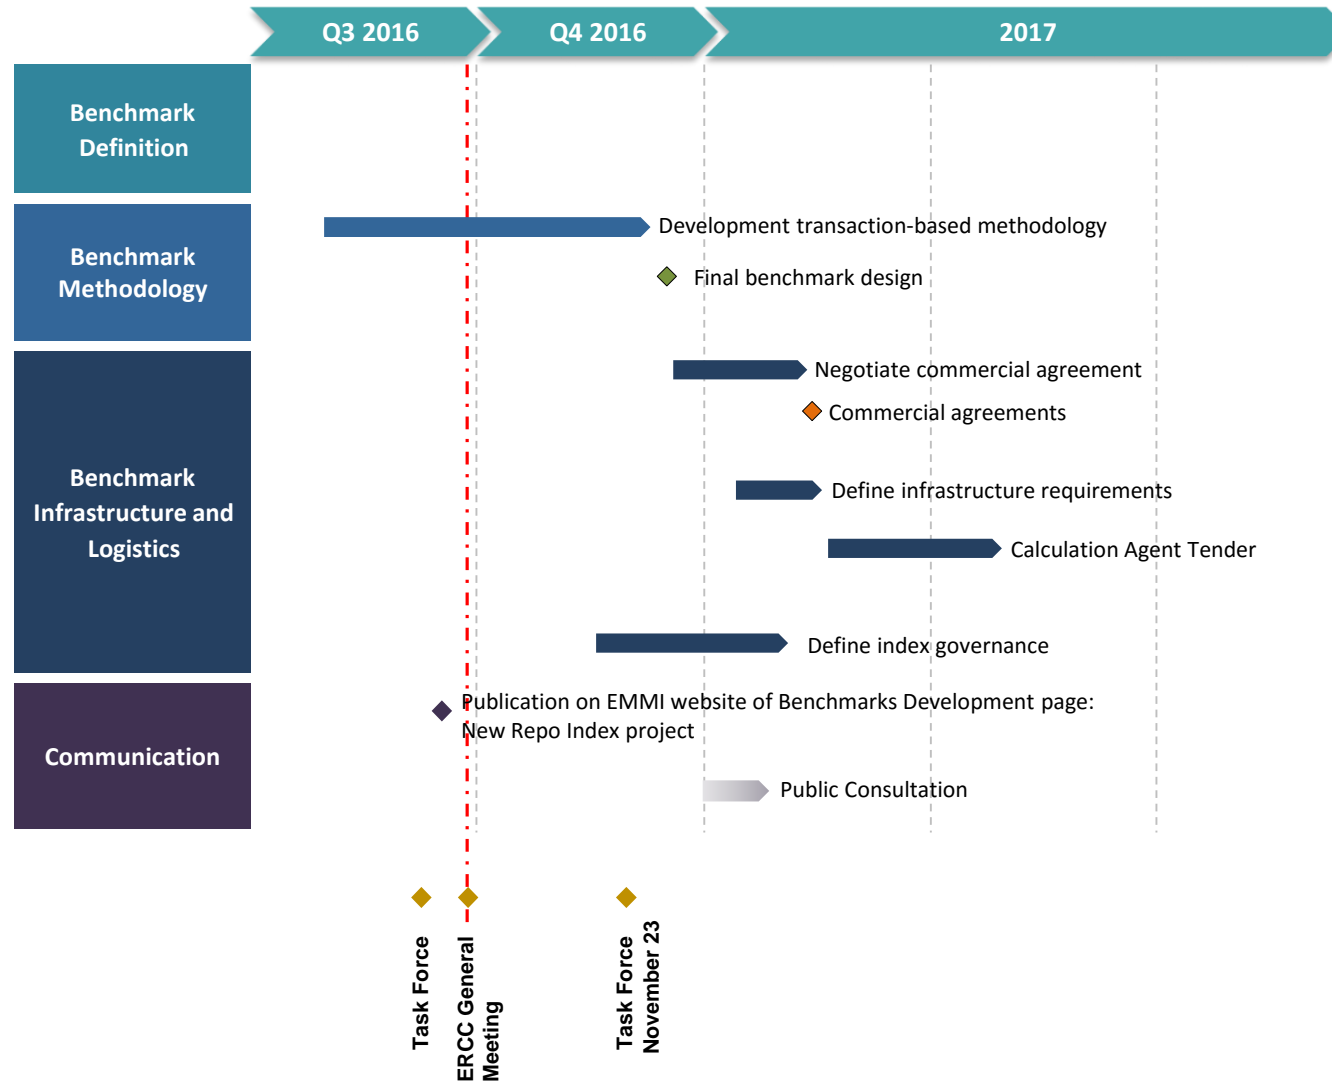 Q3 2016
Q4 2016
2017
Benchmark
Definition
Benchmark
Methodology
Development transaction-based methodology
Final benchmark design
Benchmark
Infrastructure and
Logistics
Negotiate commercial agreement
Commercial agreements
Define infrastructure requirements
Calculation Agent Tender
Define index governance
Communication
Publication on EMMI website of Benchmarks Development page:
New Repo Index project
Public Consultation
Task Force
ERCC General
Meeting
Task Force
November 23